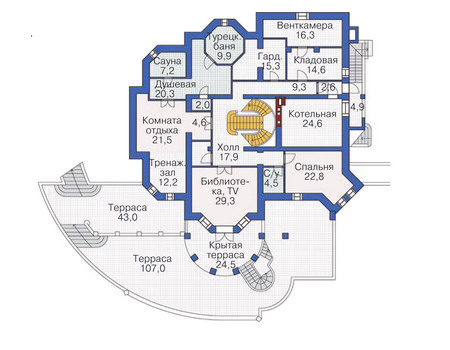 Венткамера
16,3
Турецк.
баня
9,9
Гард.
15,3
Кладовая
14,6
Сауна
7,2
Душевая
20,3
9,3
2,6
4,9
2,0
4,6
Комната
отдыха
21,5
Котельная
24,6
Холл
17,9
Тренаж.
зал
12,2
Библиоте-
ка, TV
29,3
С/у
4,5
Спальня
22,8
Терраса
43,0
Крытая
терраса
24,5
Терраса
107,0